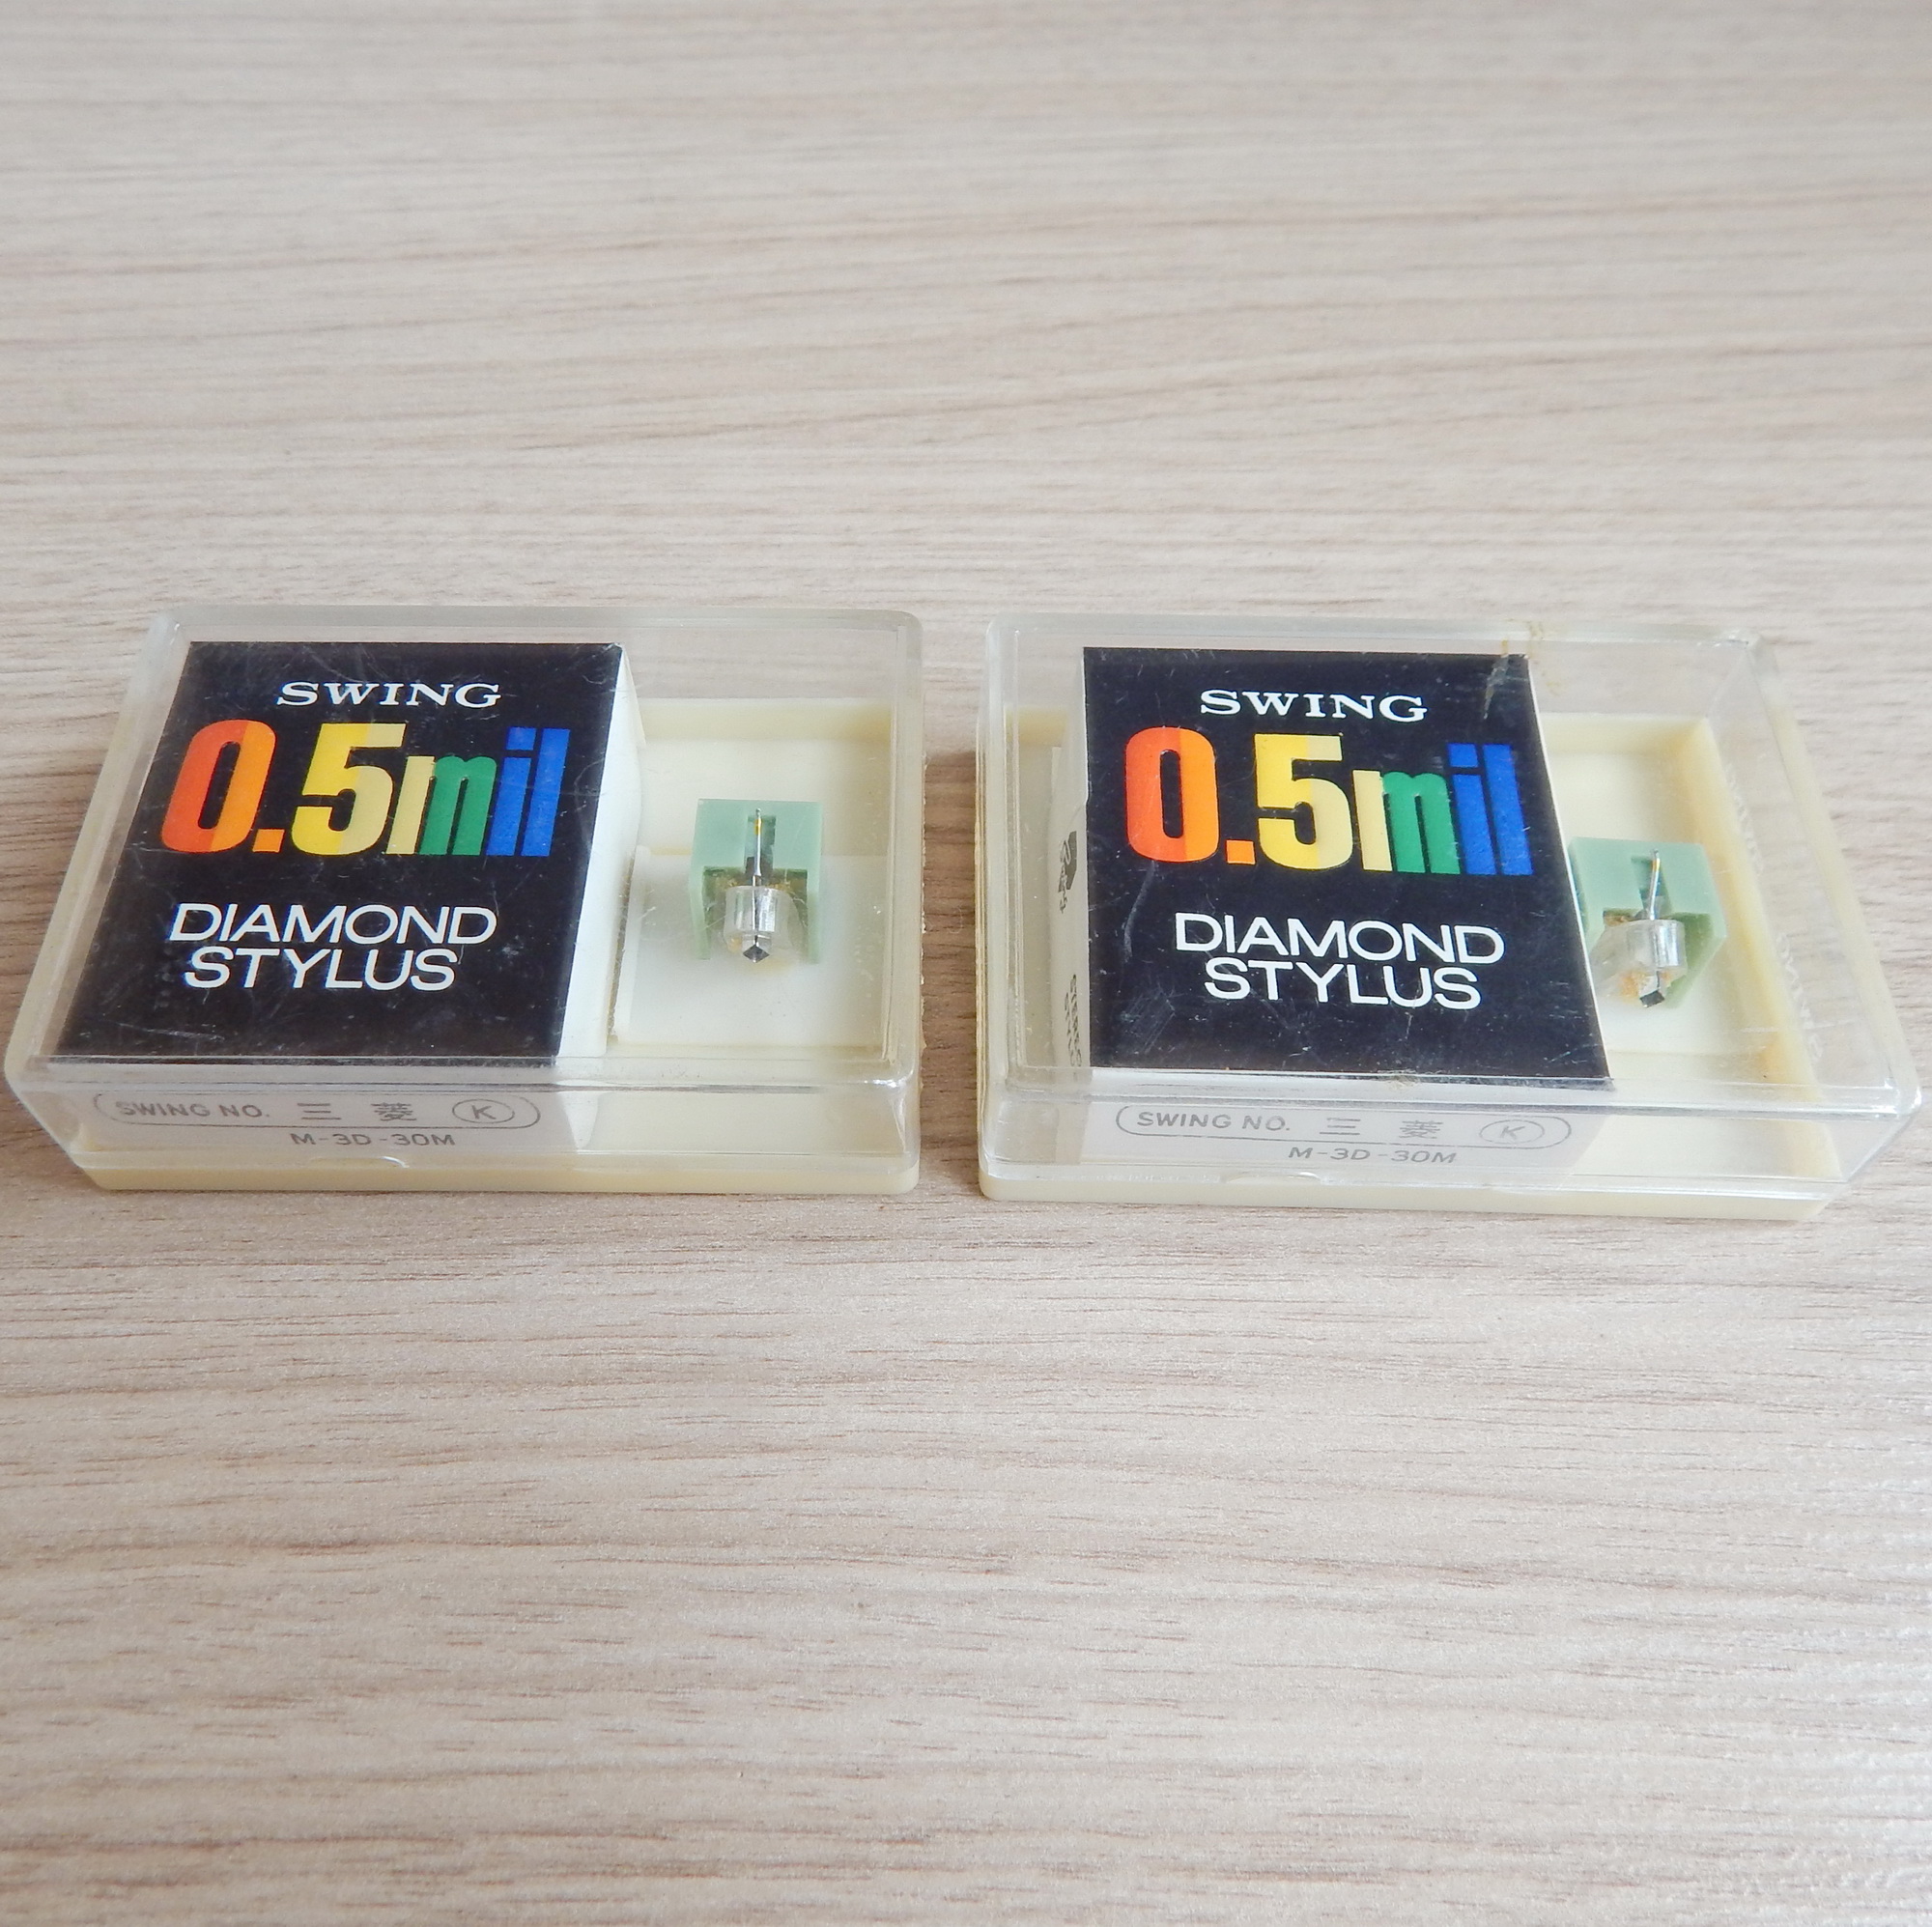 SWING
0.5mil
DIAMOND
STYLUS
SWING NO. 三菱 K
M-3D-30M
SWING
0.5mil
DIAMOND
STYLUS
SWING NO. 三菱 K
M-3D-30M